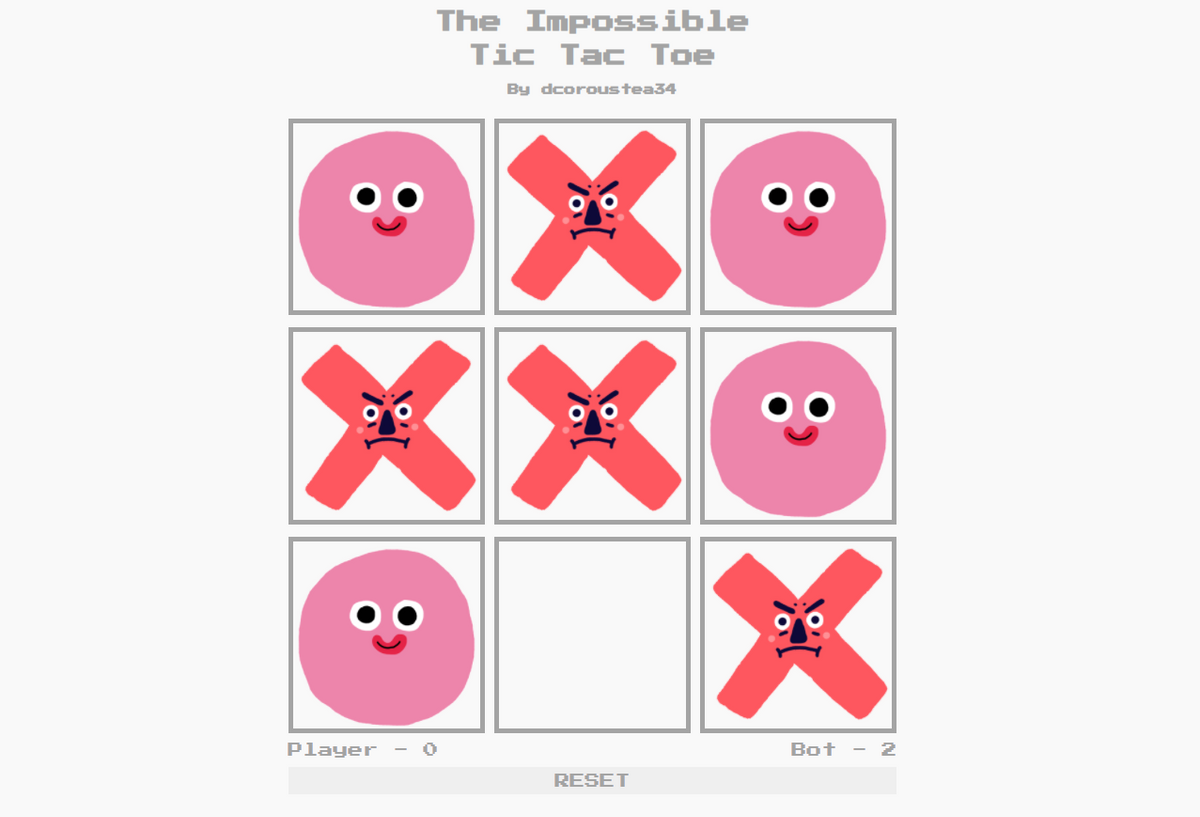 The Impossible
Tic Tac Toe
By dcoroustea34
Player - 0
Bot - 2
RESET